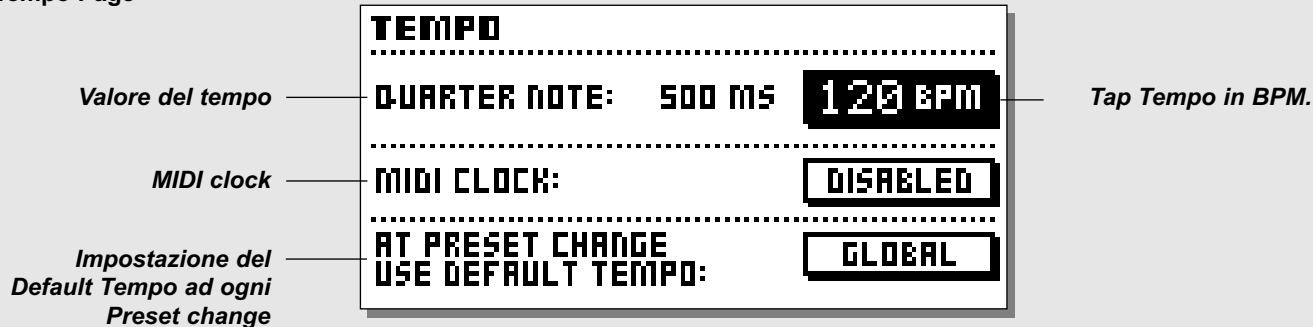 Tempo Page
TEMPO
Valore del tempo
QUARTER NOTE: 500 MS 120 BPM
Tap Tempo in BPM.
MIDI clock
MIDI CLOCK: DISABLED
Impostazione del
Default Tempo ad ogni
Preset change
AT PRESET CHANGE
USE DEFAULT TEMPO: GLOBAL